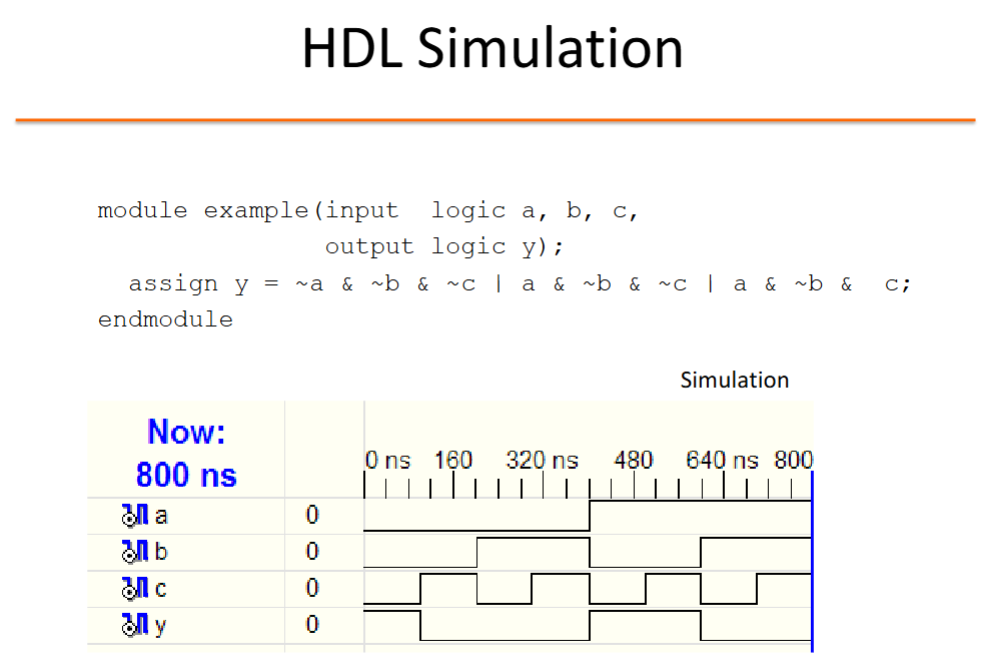 HDL Simulation
module example(input  logic a, b, c,
               output logic y);
  assign y = ~a & ~b & ~c | a & ~b & ~c | a & ~b &  c;
endmodule
Simulation
Now:
800 ns
0 ns 160 320 ns 480 640 ns 800
a 0
b 0
c 0
y 0